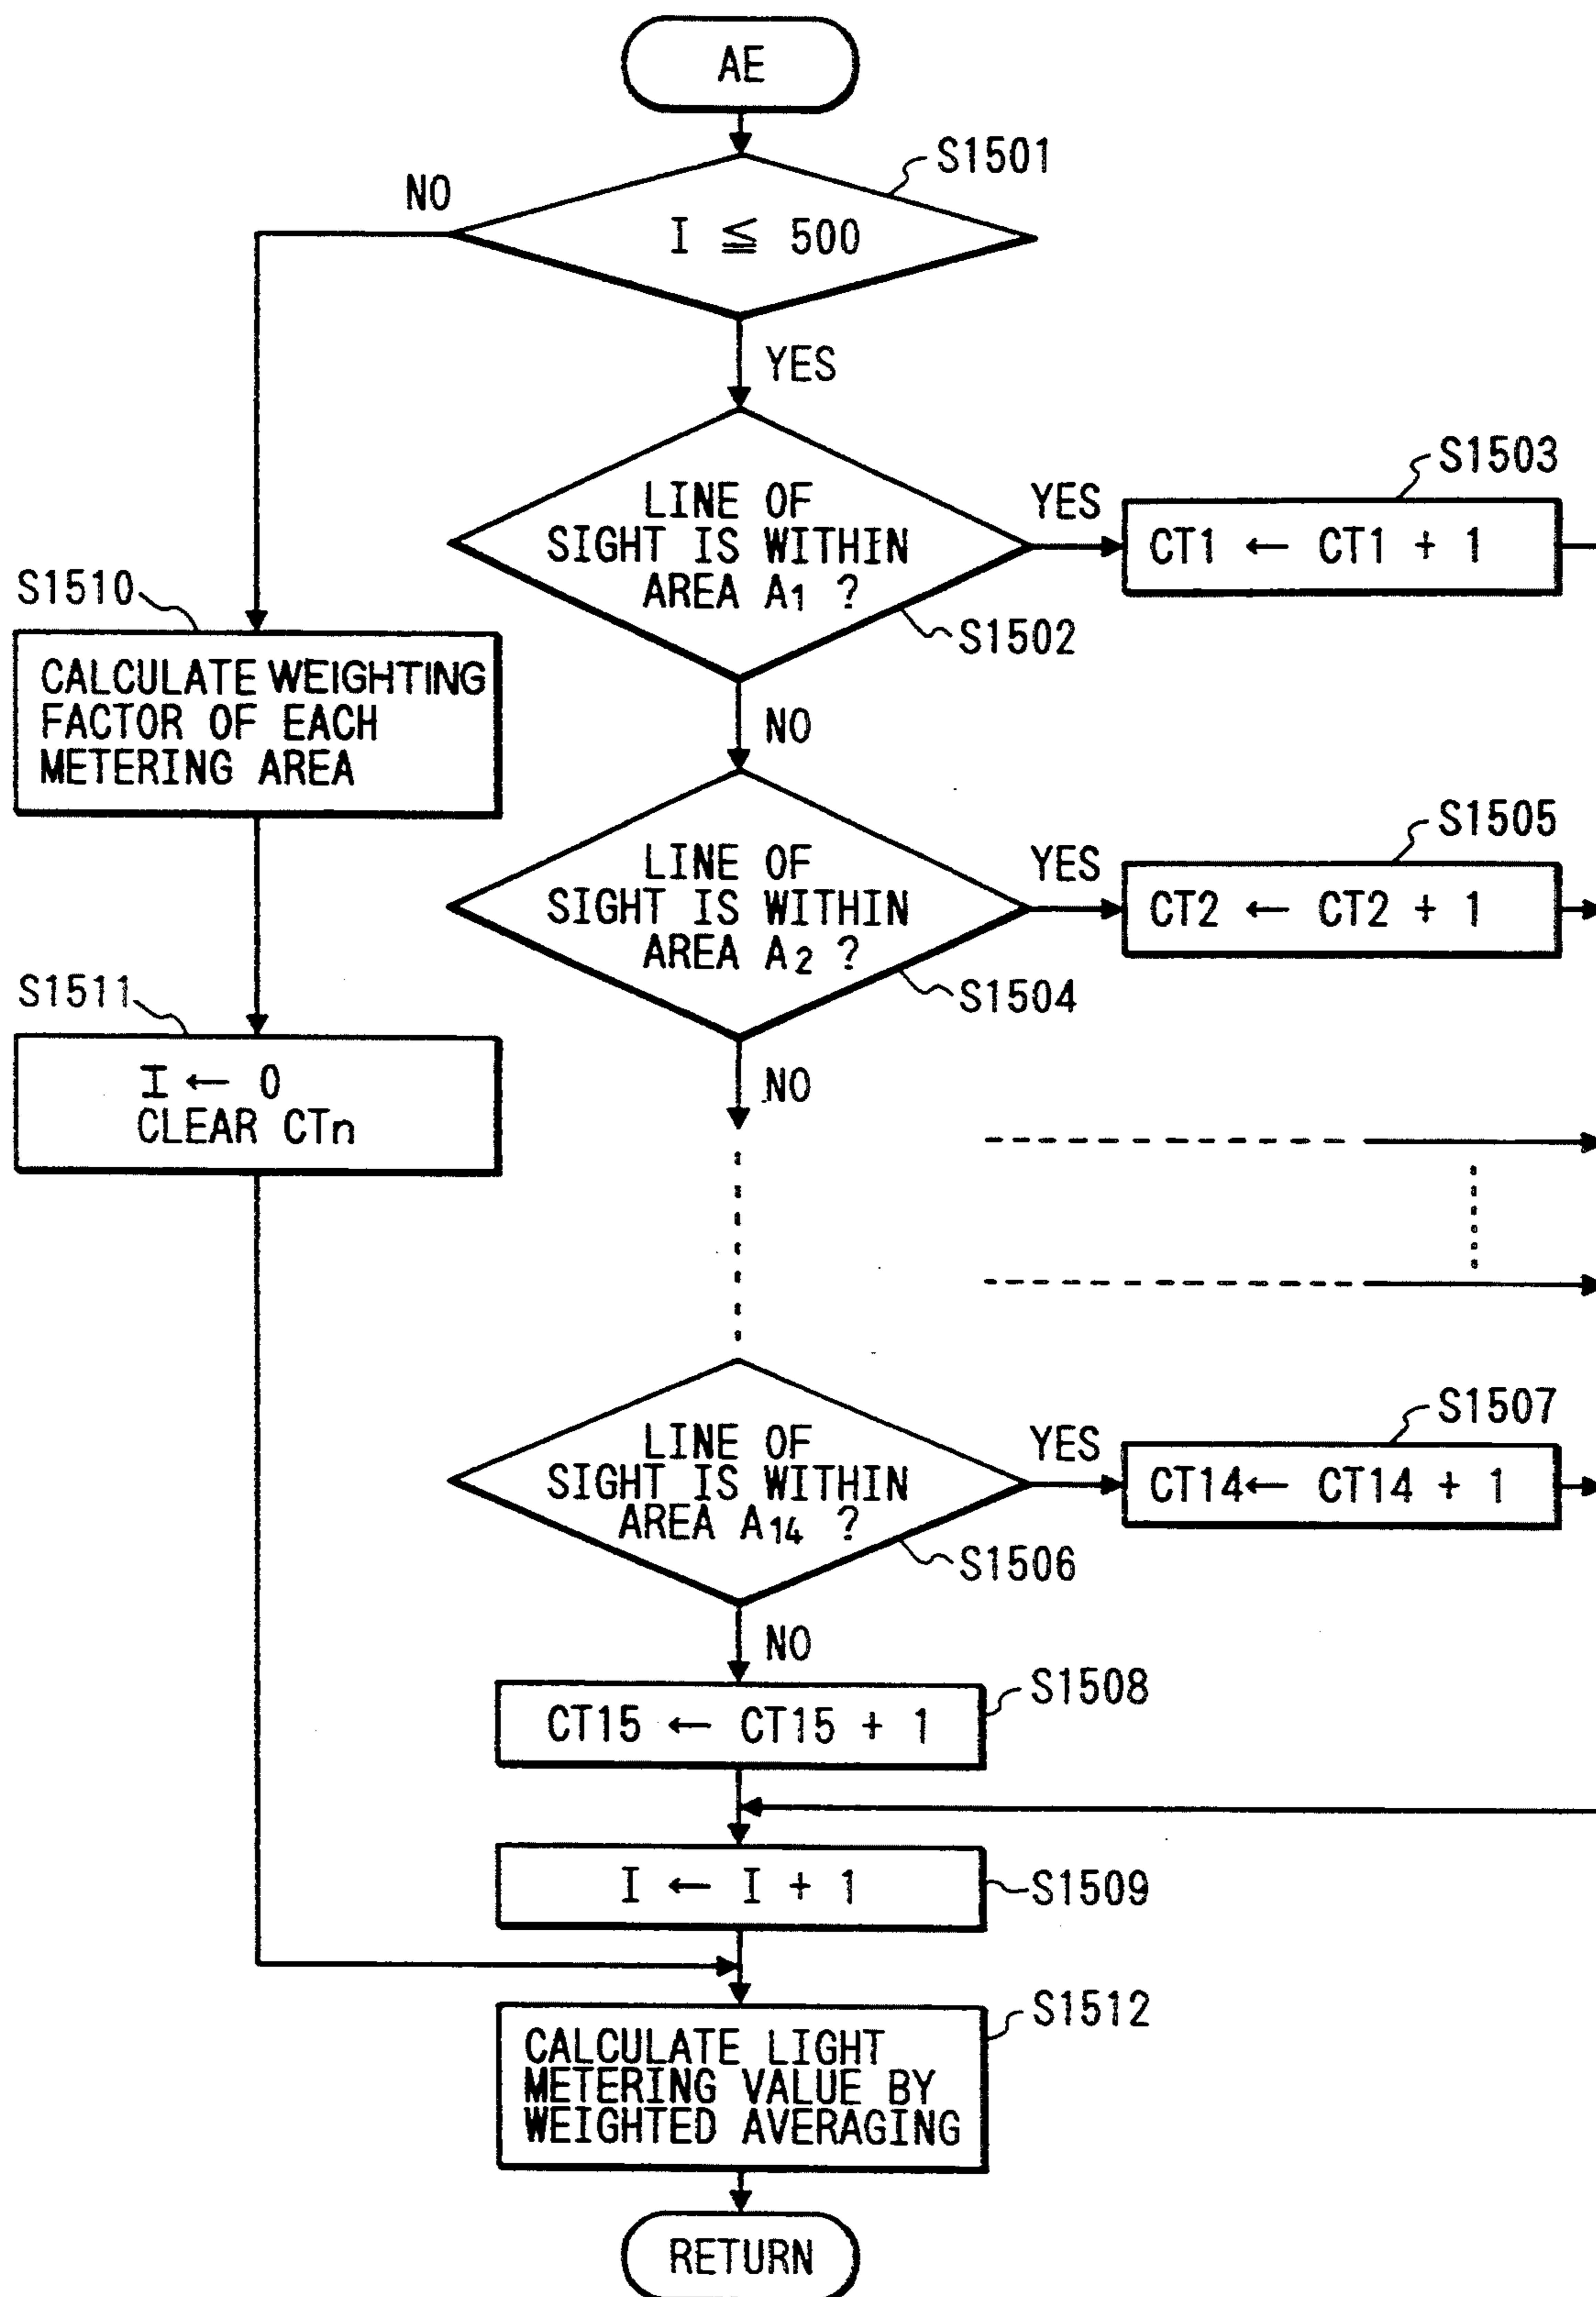 AE
S1501
NO
I ≦ 500
YES
S1503
LINE OF
SIGHT IS WITHIN
AREA A1 ?
YES
CT1 ← CT1 + 1
S1502
S1510
CALCULATE WEIGHTING
FACTOR OF EACH
METERING AREA
NO
S1505
LINE OF
SIGHT IS WITHIN
AREA A2 ?
YES
CT2 ← CT2 + 1
S1504
S1511
I ← 0
CLEAR CTn
NO
S1507
LINE OF
SIGHT IS WITHIN
AREA A14 ?
YES
CT14← CT14 + 1
S1506
NO
S1508
CT15 ← CT15 + 1
I ← I + 1
S1509
S1512
CALCULATE LIGHT
METERING VALUE BY
WEIGHTED AVERAGING
RETURN